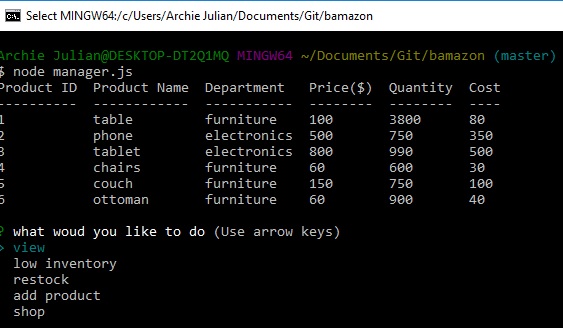 Select MINGW64:/c/Users/Archie Julian/Documents/Git/bamazon
Archie Julian@DESKTOP-DT2Q1MQ MINGW64 ~/Documents/Git/bamazon (master)
$ node manager.js
Product ID  Product Name  Department   Price($)  Quantity  Cost
----------  ------------  -----------  --------  --------  ----
1           table         furniture    100       3800      80
2           phone         electronics  500       750       350
3           tablet        electronics  800       990       500
4           chairs        furniture    60        600       30
5           couch         furniture    150       750       100
6           ottoman       furniture    60        900       40
? what woud you like to do (Use arrow keys)
> view
low inventory
restock
add product
shop